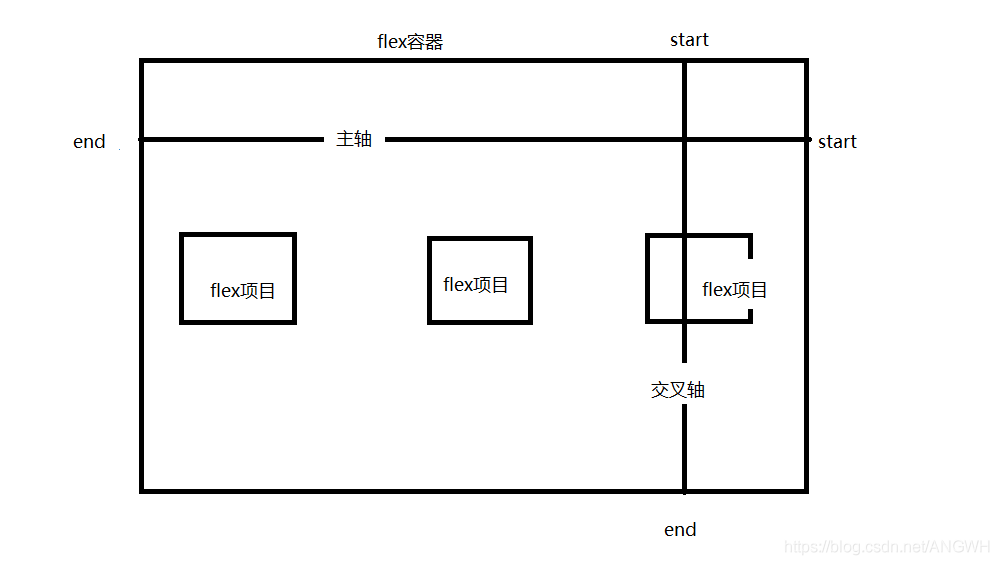 flex容器
start
end
主轴
start
flex项目
flex项目
flex项目
交叉轴
end
https://blog.csdn.net/ANGWH